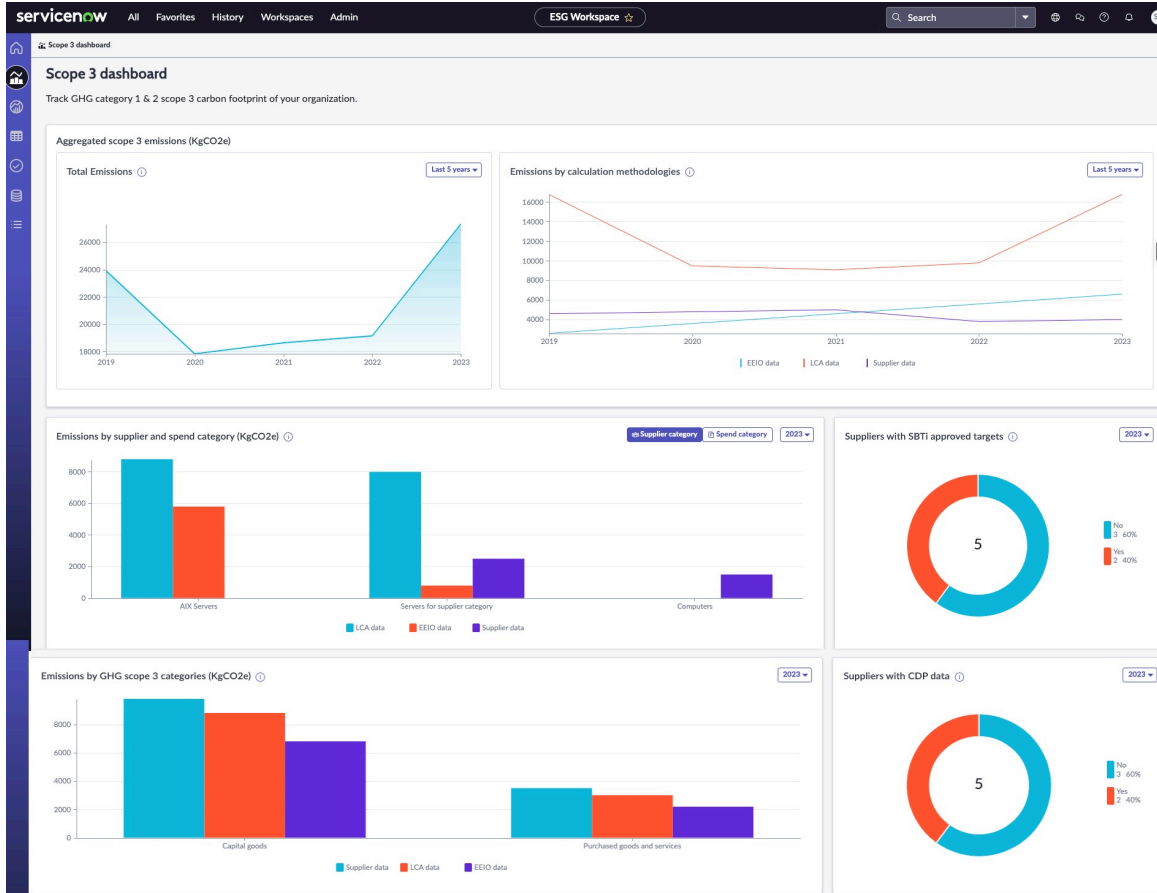 servicenow All Favorites History Workspaces Admin ESG Workspace Search
Scope 3 dashboard
Scope 3 dashboard
Track GHG category 1 & 2 scope 3 carbon footprint of your organization.
Aggregated scope 3 emissions (KgCO2e)
Total Emissions Last 5 years
26000
24000
22000
20000
18000
2019 2020 2021 2022 2023
Emissions by calculation methodologies Last 5 years
16000
14000
12000
10000
8000
6000
4000
2019 2020 2021 2022 2023
EEIO data LCA data Supplier data
Emissions by supplier and spend category (KgCO2e) Supplier category Spend category 2023
8000
6000
4000
2000
0
AIX Servers Servers for supplier category Computers
LCA data EEIO data Supplier data
Suppliers with SBTi approved targets 2023
5
No
3 60%
Yes
2 40%
Emissions by GHG scope 3 categories (KgCO2e) 2023
8000
6000
4000
2000
0
Capital goods Purchased goods and services
Supplier data LCA data EEIO data
Suppliers with CDP data 2023
5
No
3 60%
Yes
2 40%